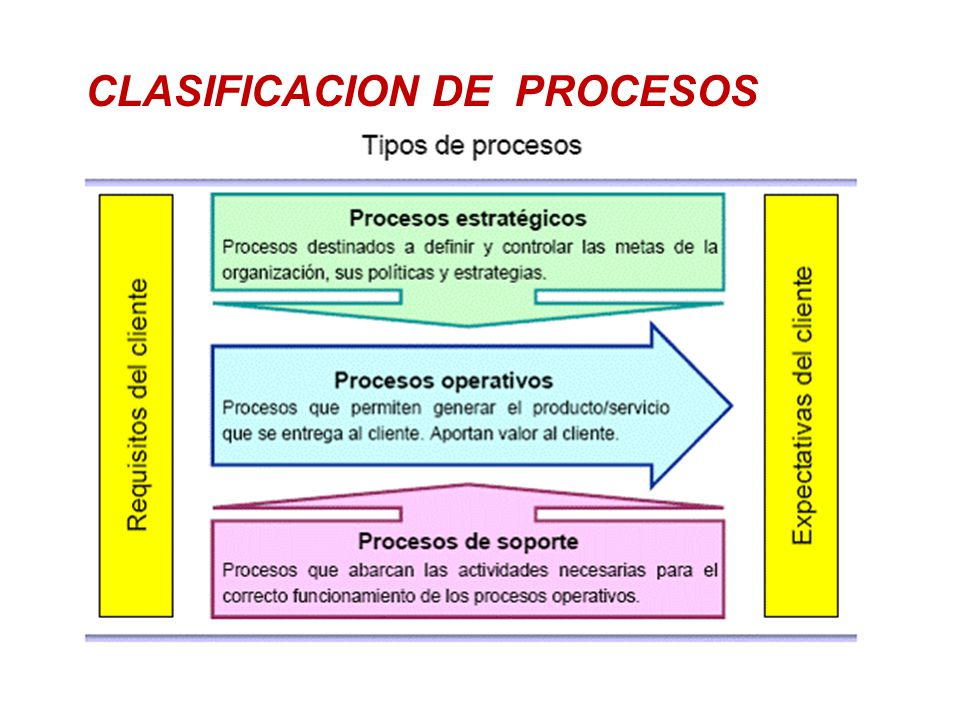 CLASIFICACION DE PROCESOS
Tipos de procesos
Requisitos del cliente
Procesos estratégicos
Procesos destinados a definir y controlar las metas de la
organización, sus políticas y estrategias.
Procesos operativos
Procesos que permiten generar el producto/servicio
que se entrega al cliente. Aportan valor al cliente.
Procesos de soporte
Procesos que abarcan las actividades necesarias para el
correcto funcionamiento de los procesos operativos.
Expectativas del cliente